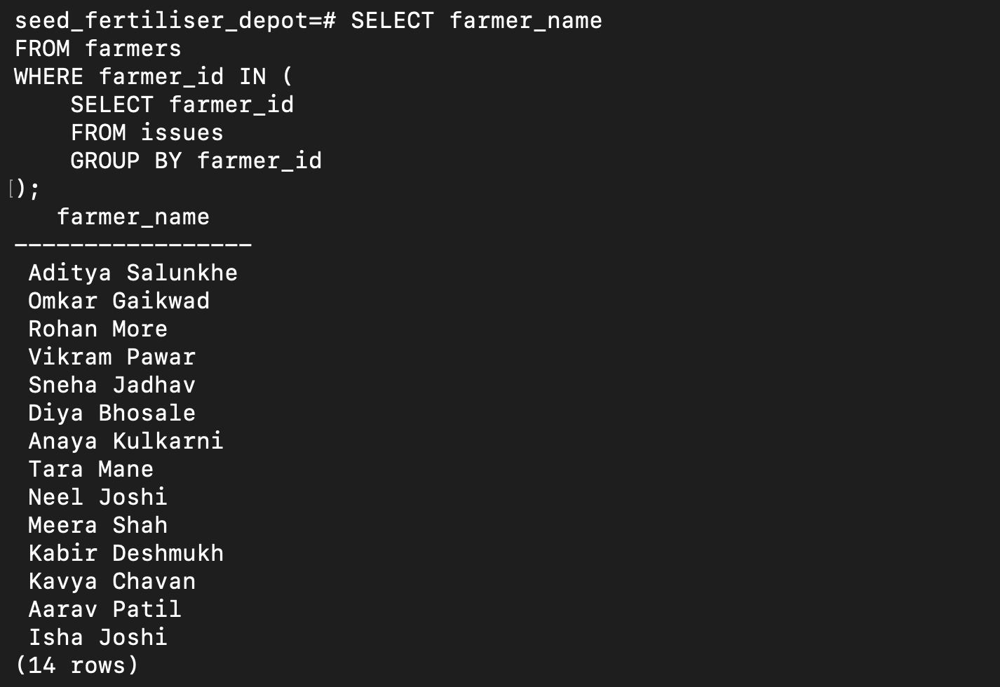 seed_fertiliser_depot=# SELECT farmer_name
FROM farmers
WHERE farmer_id IN (
    SELECT farmer_id
    FROM issues
    GROUP BY farmer_id
[);
   farmer_name
-----------------
 Aditya Salunkhe
 Omkar Gaikwad
 Rohan More
 Vikram Pawar
 Sneha Jadhav
 Diya Bhosale
 Anaya Kulkarni
 Tara Mane
 Neel Joshi
 Meera Shah
 Kabir Deshmukh
 Kavya Chavan
 Aarav Patil
 Isha Joshi
(14 rows)